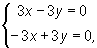 3x − 3y = 0
−3x + 3y = 0,